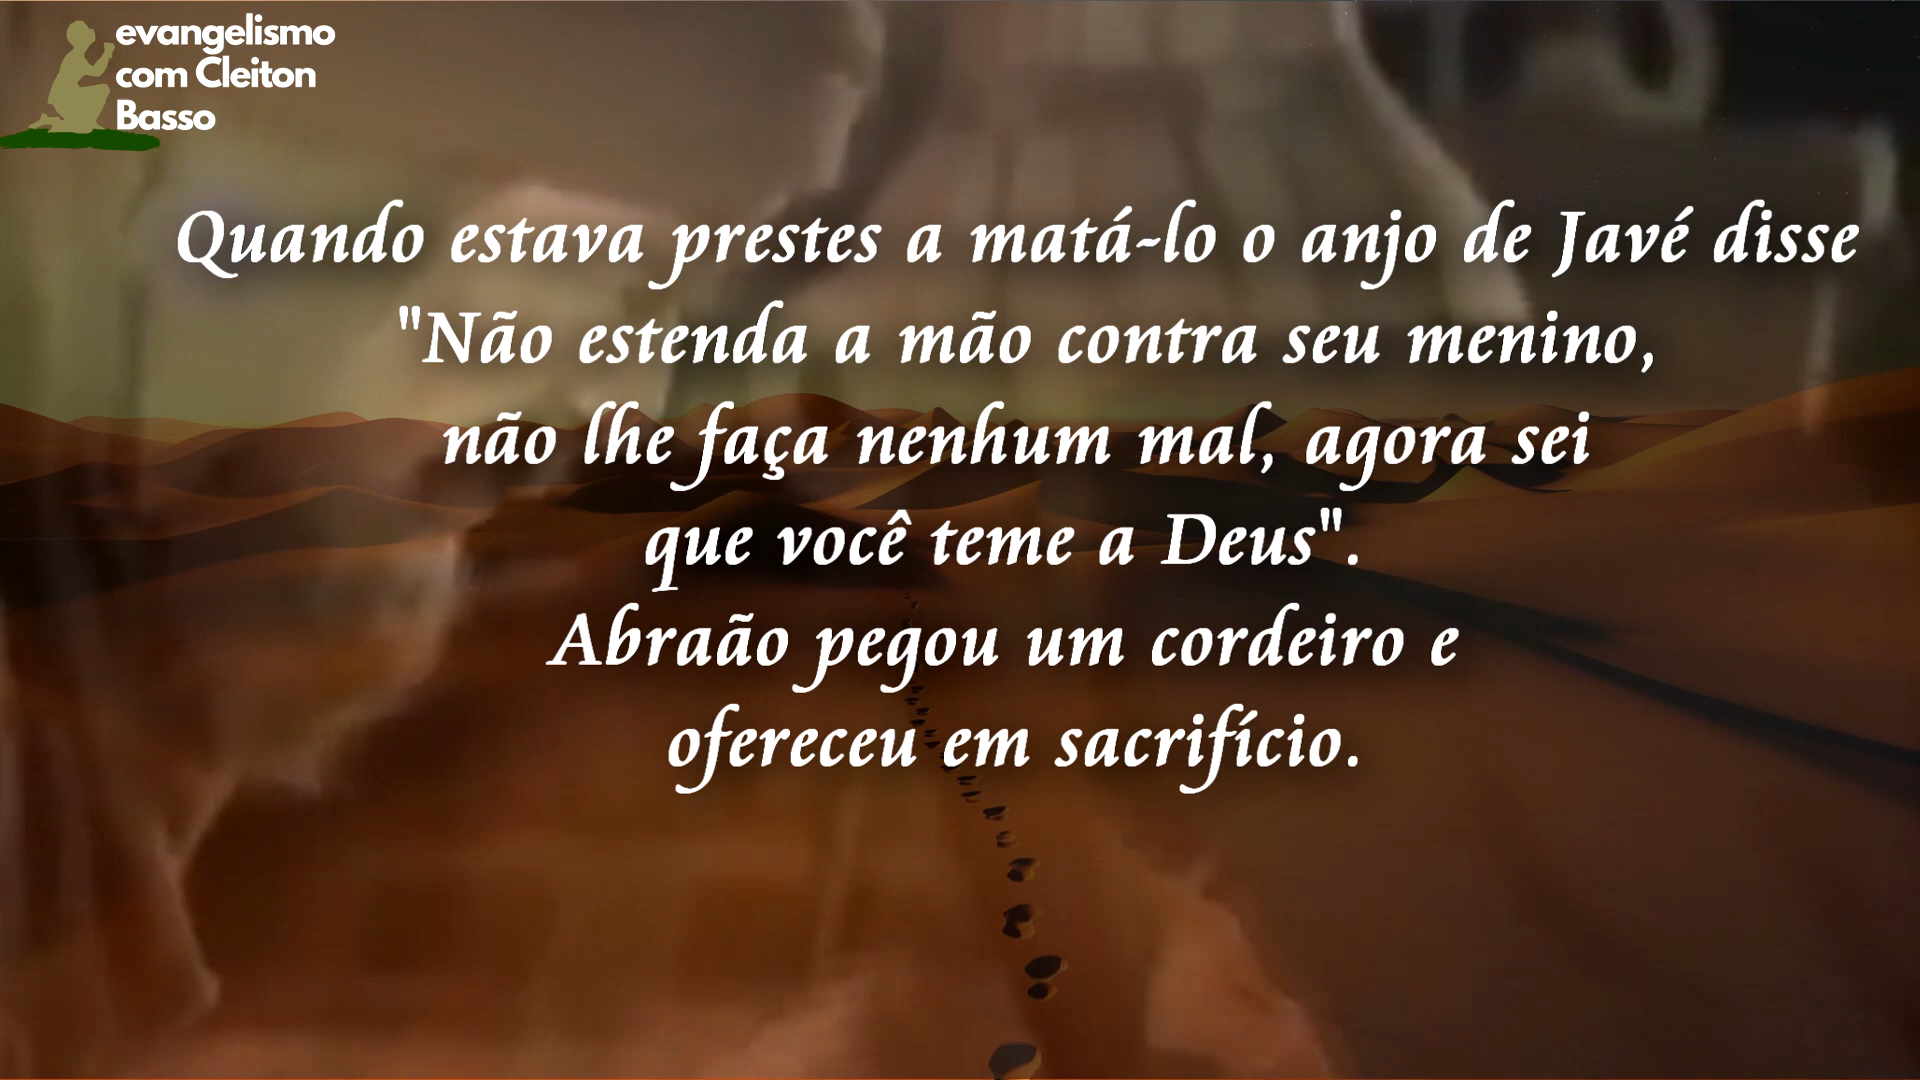 evangelismo
com Cleiton
Basso
Quando estava prestes a matá-lo o anjo de Javé disse
"Não estenda a mão contra seu menino,
não lhe faça nenhum mal, agora sei
que você teme a Deus".
Abraão pegou um cordeiro e
ofereceu em sacrifício.